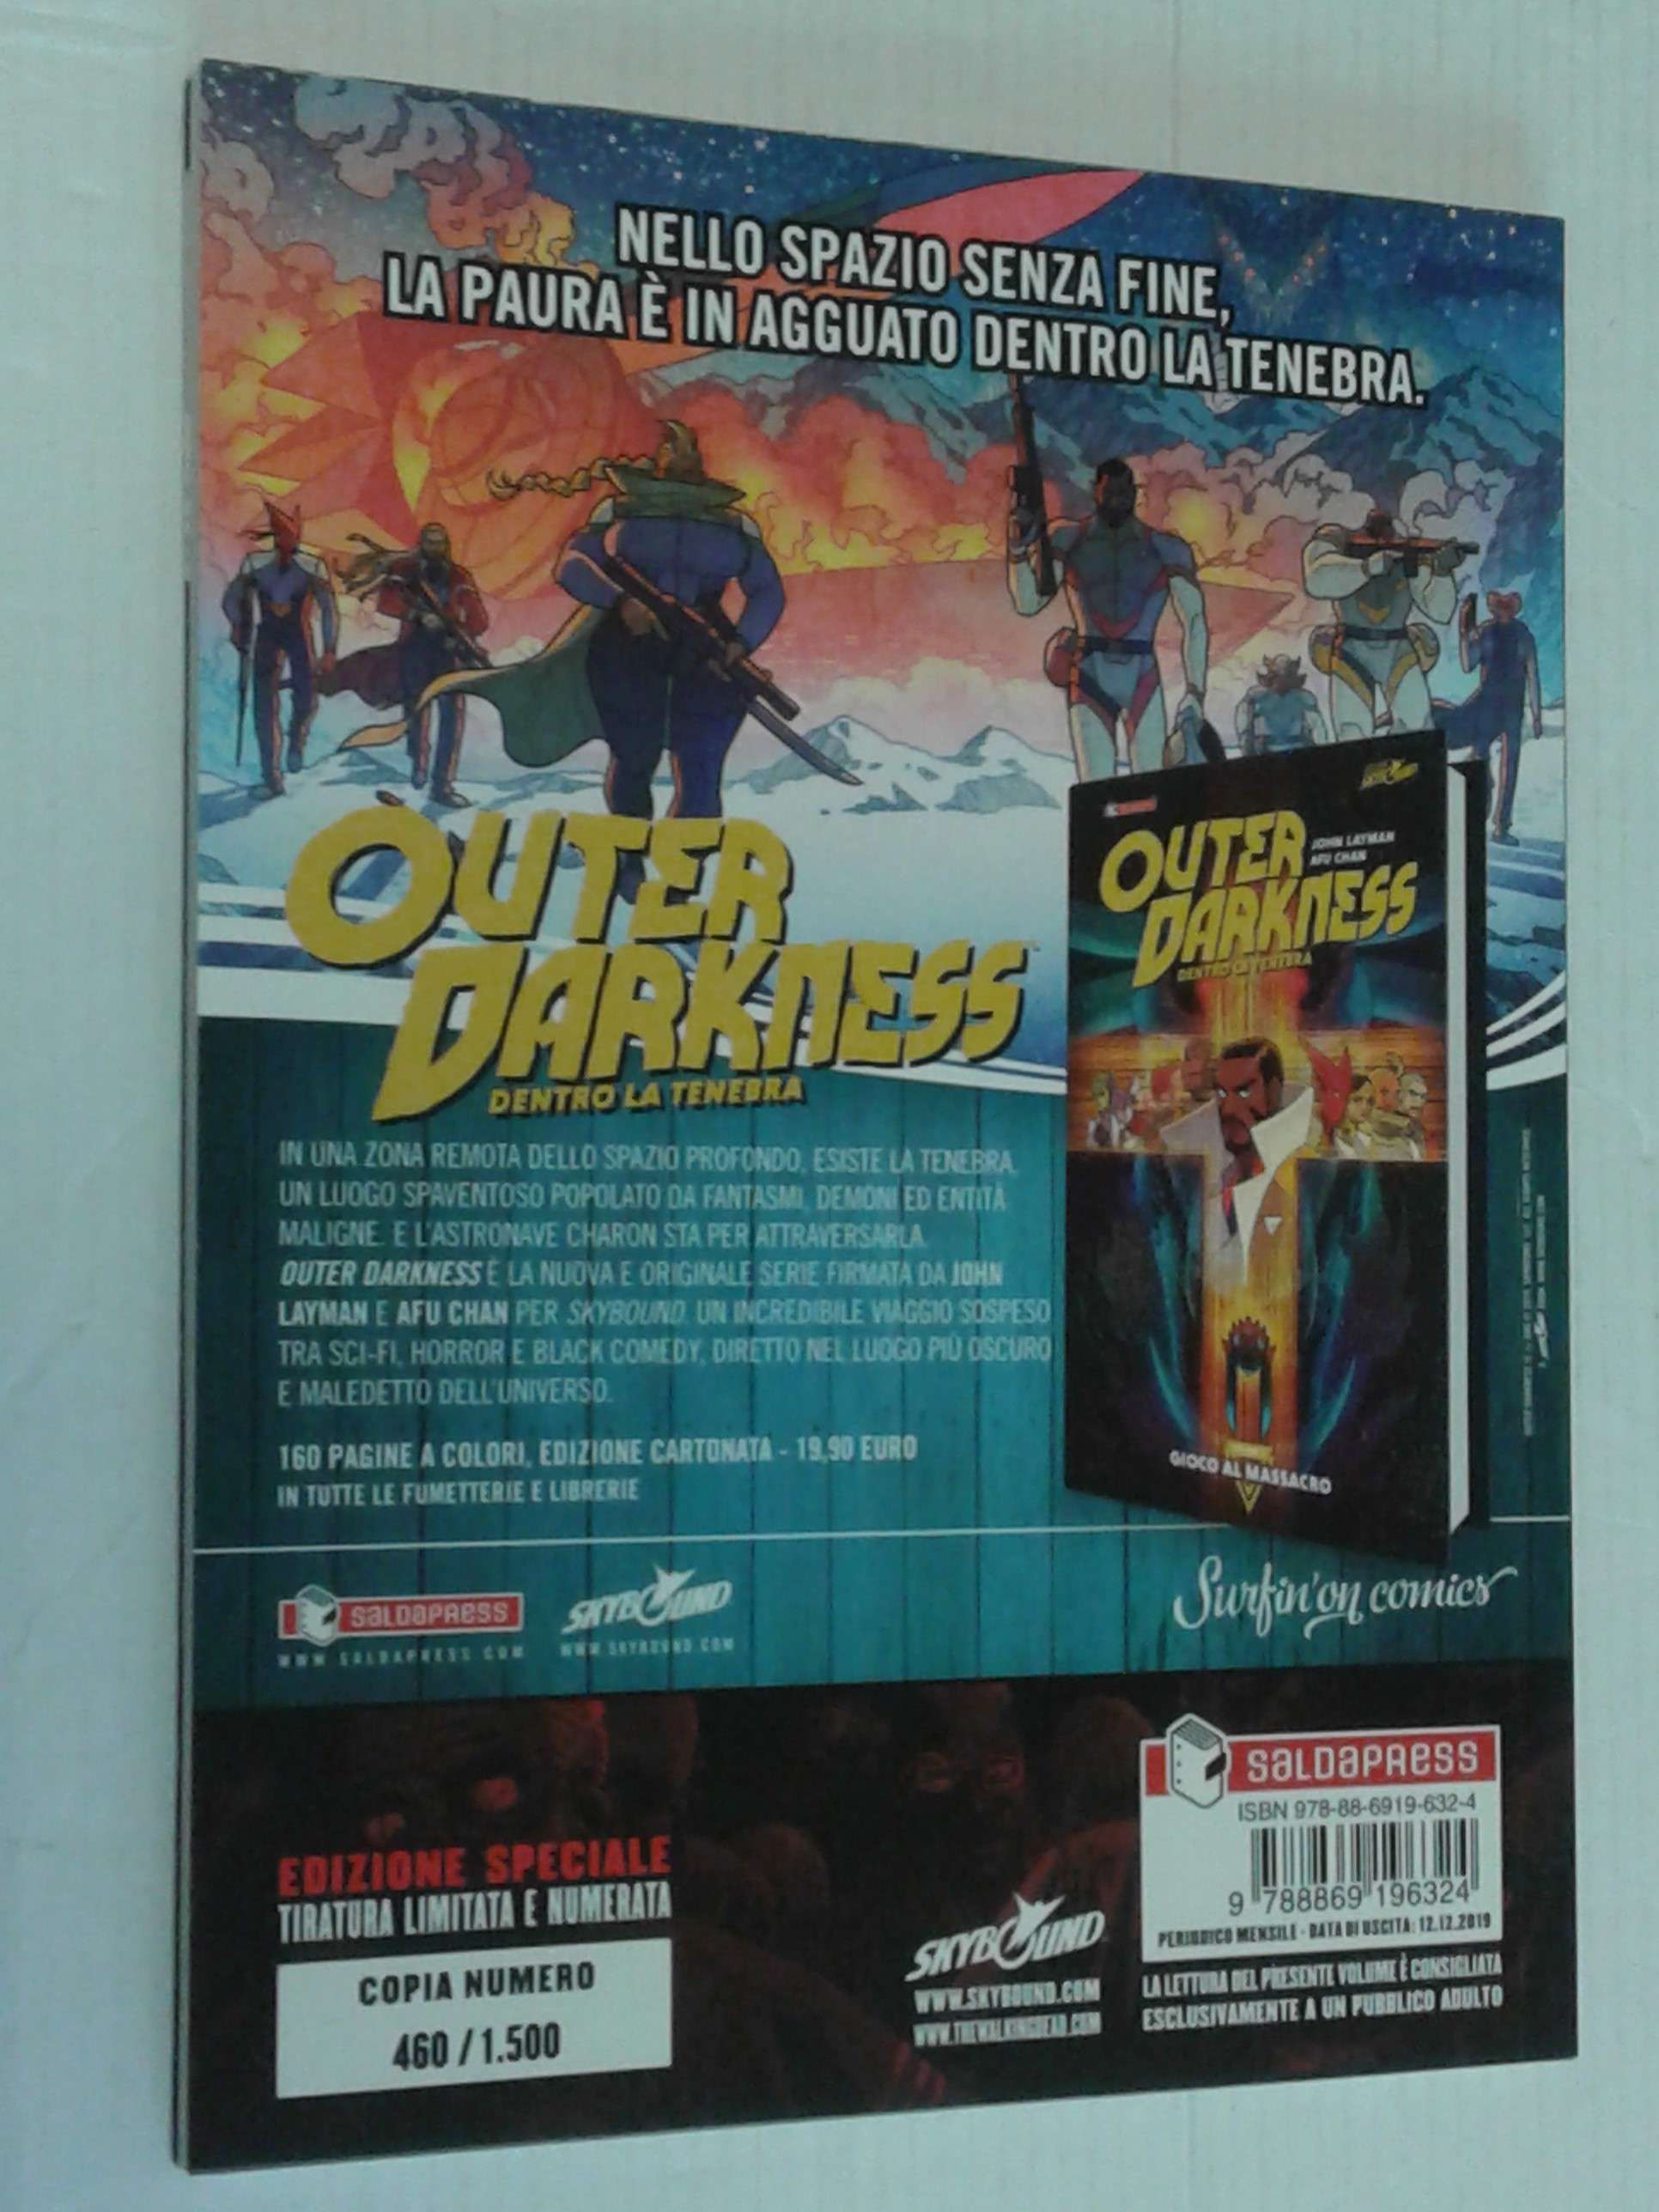 NELLO SPAZIO SENZA FINE,
LA PAURA È IN AGGUATO DENTRO LA TENEBRA.
OUTER
DARKNESS
DENTRO LA TENEBRA
IN UNA ZONA REMOTA DELLO SPAZIO PROFONDO, ESISTE LA TENEBRA,
UN LUOGO SPAVENTOSO POPOLATO DA FANTASMI, DEMONI ED ENTITÀ
MALIGNE. E L'ASTRONAVE CHARON STA PER ATTRAVERSARLA.
OUTER DARKNESS È LA NUOVA E ORIGINALE SERIE FIRMATA DA JOHN
LAYMAN E AFU CHAN PER SKYBOUND. UN INCREDIBILE VIAGGIO SOSPESO
TRA SCI-FI, HORROR E BLACK COMEDY, DIRETTO NEL LUOGO PIÙ OSCURO
E MALEDETTO DELL'UNIVERSO.
160 PAGINE A COLORI, EDIZIONE CARTONATA - 19,90 EURO
IN TUTTE LE FUMETTERIE E LIBRERIE
SKYBOUND
OUTER
DARKNESS
JOHN LAYMAN
AFU CHAN
DENTRO LA TENEBRA
GIOCO AL MASSACRO
saldaPRess
WWW.SALDAPRESS.COM
SKYBOUND
WWW.SKYBOUND.COM
Surfin'on comics
EDIZIONE SPECIALE
TIRATURA LIMITATA E NUMERATA
COPIA NUMERO
460 / 1.500
SKYBOUND
WWW.SKYBOUND.COM
WWW.THEWALKINGDEAD.COM
saldaPRess
ISBN 978-88-6919-632-4
9 788869 196324
PERIODICO MENSILE - DATA DI USCITA: 12.12.2019
LA LETTURA DEL PRESENTE VOLUME È CONSIGLIATA
ESCLUSIVAMENTE A UN PUBBLICO ADULTO